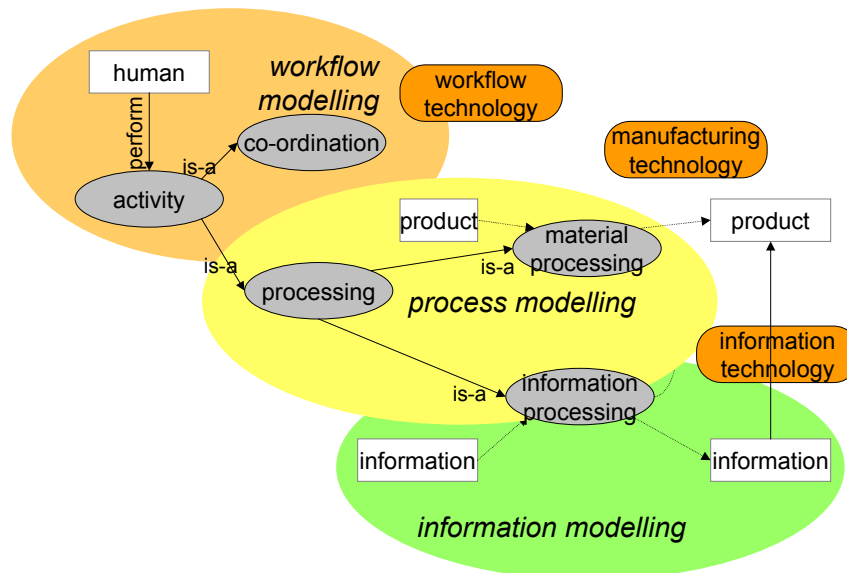 human
workflow
modelling
workflow
technology
perform
co-ordination
is-a
activity
manufacturing
technology
product
material
processing
product
is-a
is-a
processing
process modelling
information
technology
is-a
information
processing
information
information
information modelling